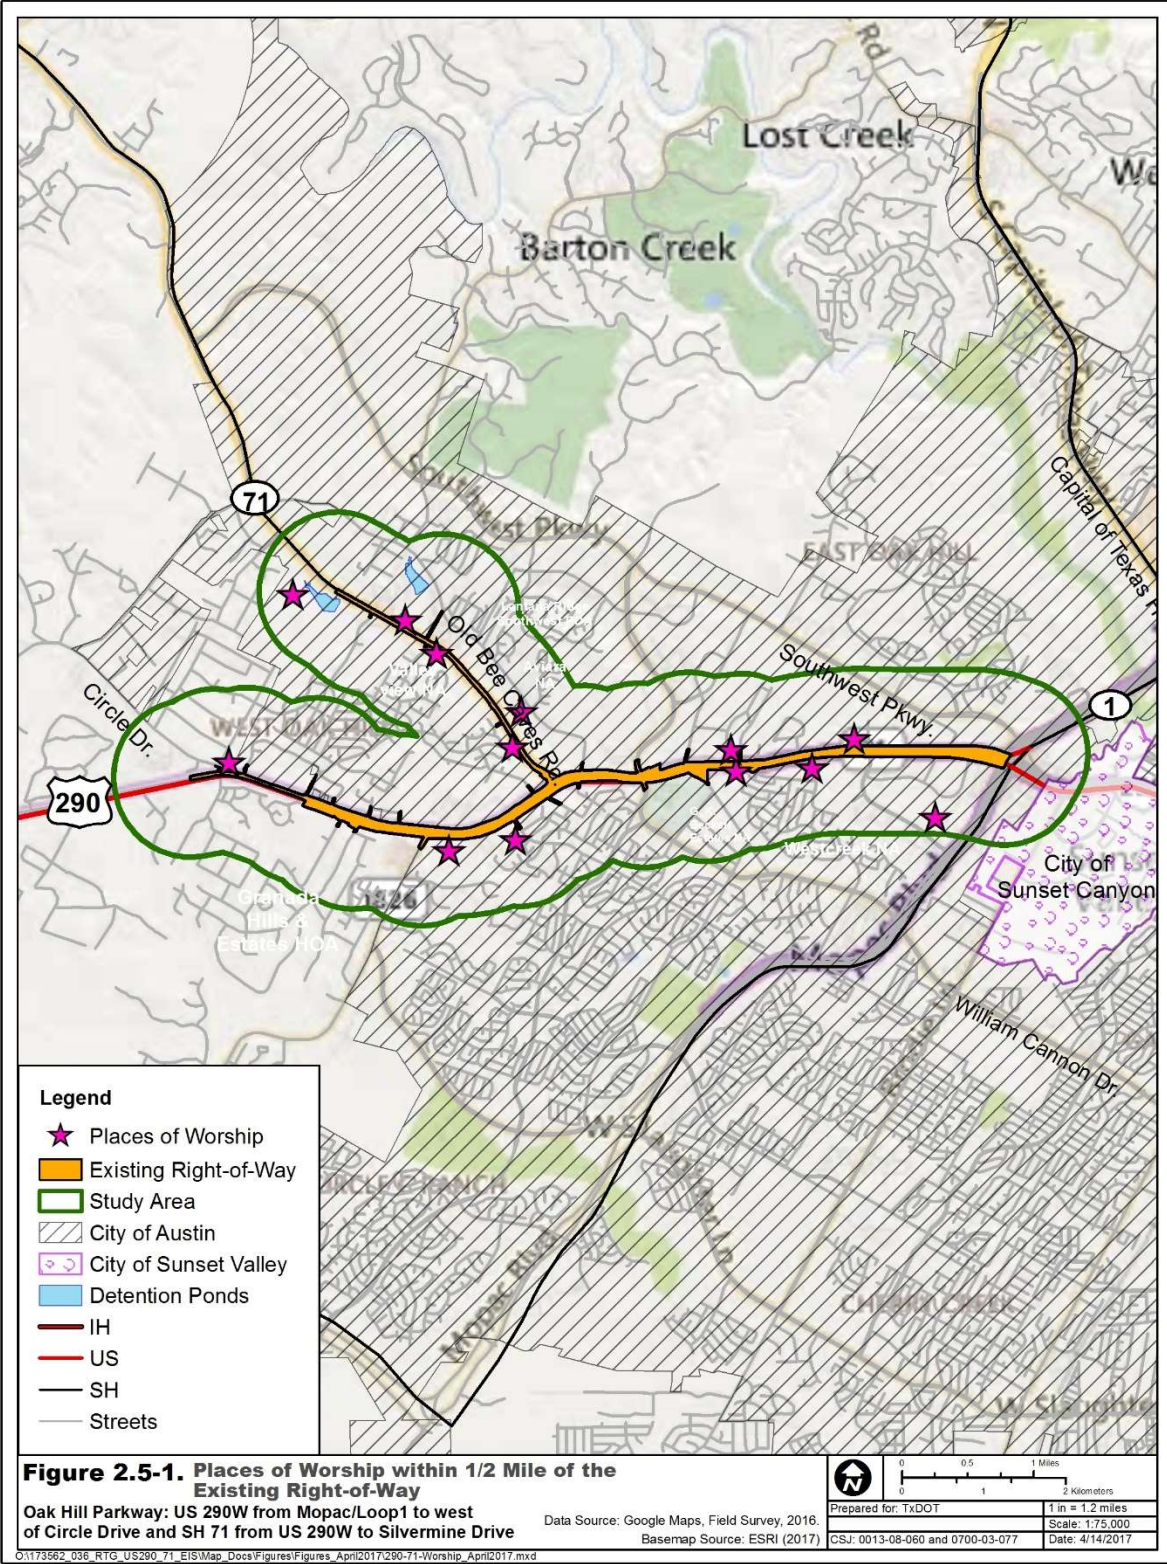 Rd
Lost Creek
We
Barton Creek
Capital of Texas H
71
Southwest Pkwy
EAST OAK HILL
Old Bee Caves Rd
Valley
View NA
Southwest Pkwy.
Circle Dr.
WEST OAK HILL
1
290
Westcreek NA
City of
Sunset Canyon
Granada
Hills &
Estates HOA
1826
William Cannon Dr.
Legend
Places of Worship
Existing Right-of-Way
Study Area
City of Austin
City of Sunset Valley
Detention Ponds
IH
US
SH
Streets
CIRCLE C RANCH
W Slaughter Ln
Mopac Blvd
CHERRY CREEK
W Slaughte
Figure 2.5-1. Places of Worship within 1/2 Mile of the
Existing Right-of-Way
Oak Hill Parkway: US 290W from Mopac/Loop1 to west
of Circle Drive and SH 71 from US 290W to Silvermine Drive
Data Source: Google Maps, Field Survey, 2016.
Basemap Source: ESRI (2017)
N
0 0.5 1 Miles
0 1 2 Kilometers
Prepared for: TxDOT
1 in = 1.2 miles
Scale: 1:75,000
CSJ: 0013-08-060 and 0700-03-077
Date: 4/14/2017
O:\173562_036_RTG_US290_71_EIS\Map_Docs\Figures\Figures_April2017\290-71-Worship_April2017.mxd